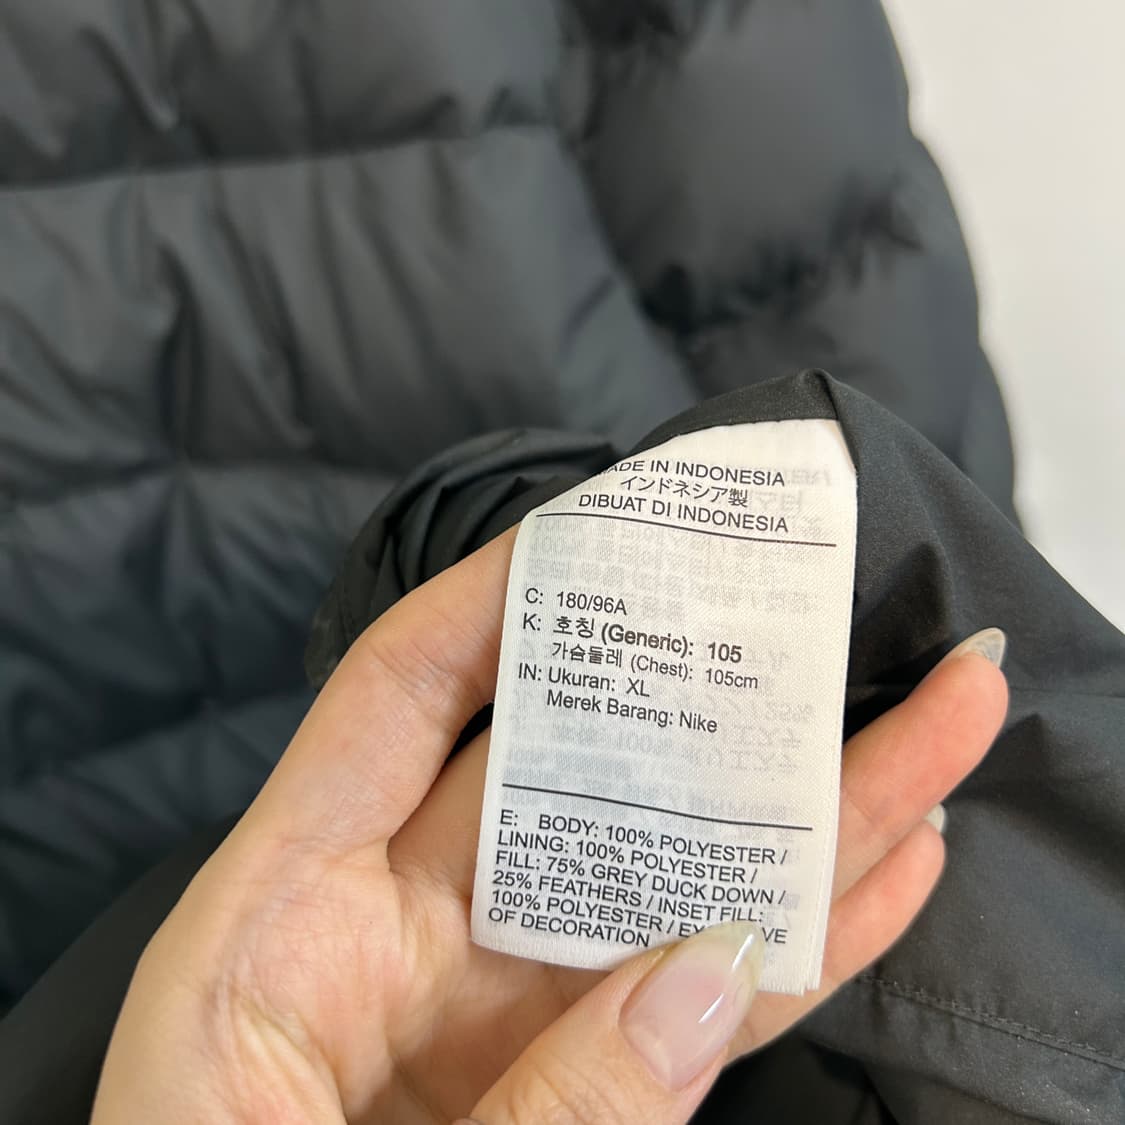 MADE IN INDONESIA
インドネシア製
DIBUAT DI INDONESIA
C: 180/96A
K: 호칭 (Generic): 105
가슴둘레 (Chest): 105cm
IN: Ukuran: XL
Merek Barang: Nike
E: BODY: 100% POLYESTER /
LINING: 100% POLYESTER /
FILL: 75% GREY DUCK DOWN /
25% FEATHERS / INSET FILL:
100% POLYESTER /
OF DECORATION